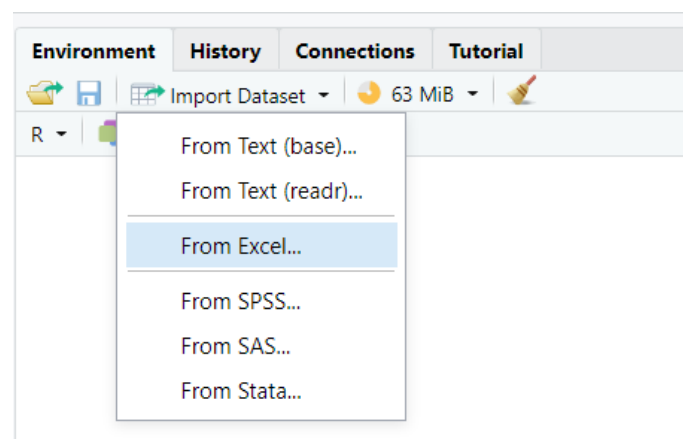 Environment History Connections Tutorial
Import Dataset 63 MiB
R
From Text (base)...
From Text (readr)...
From Excel...
From SPSS...
From SAS...
From Stata...